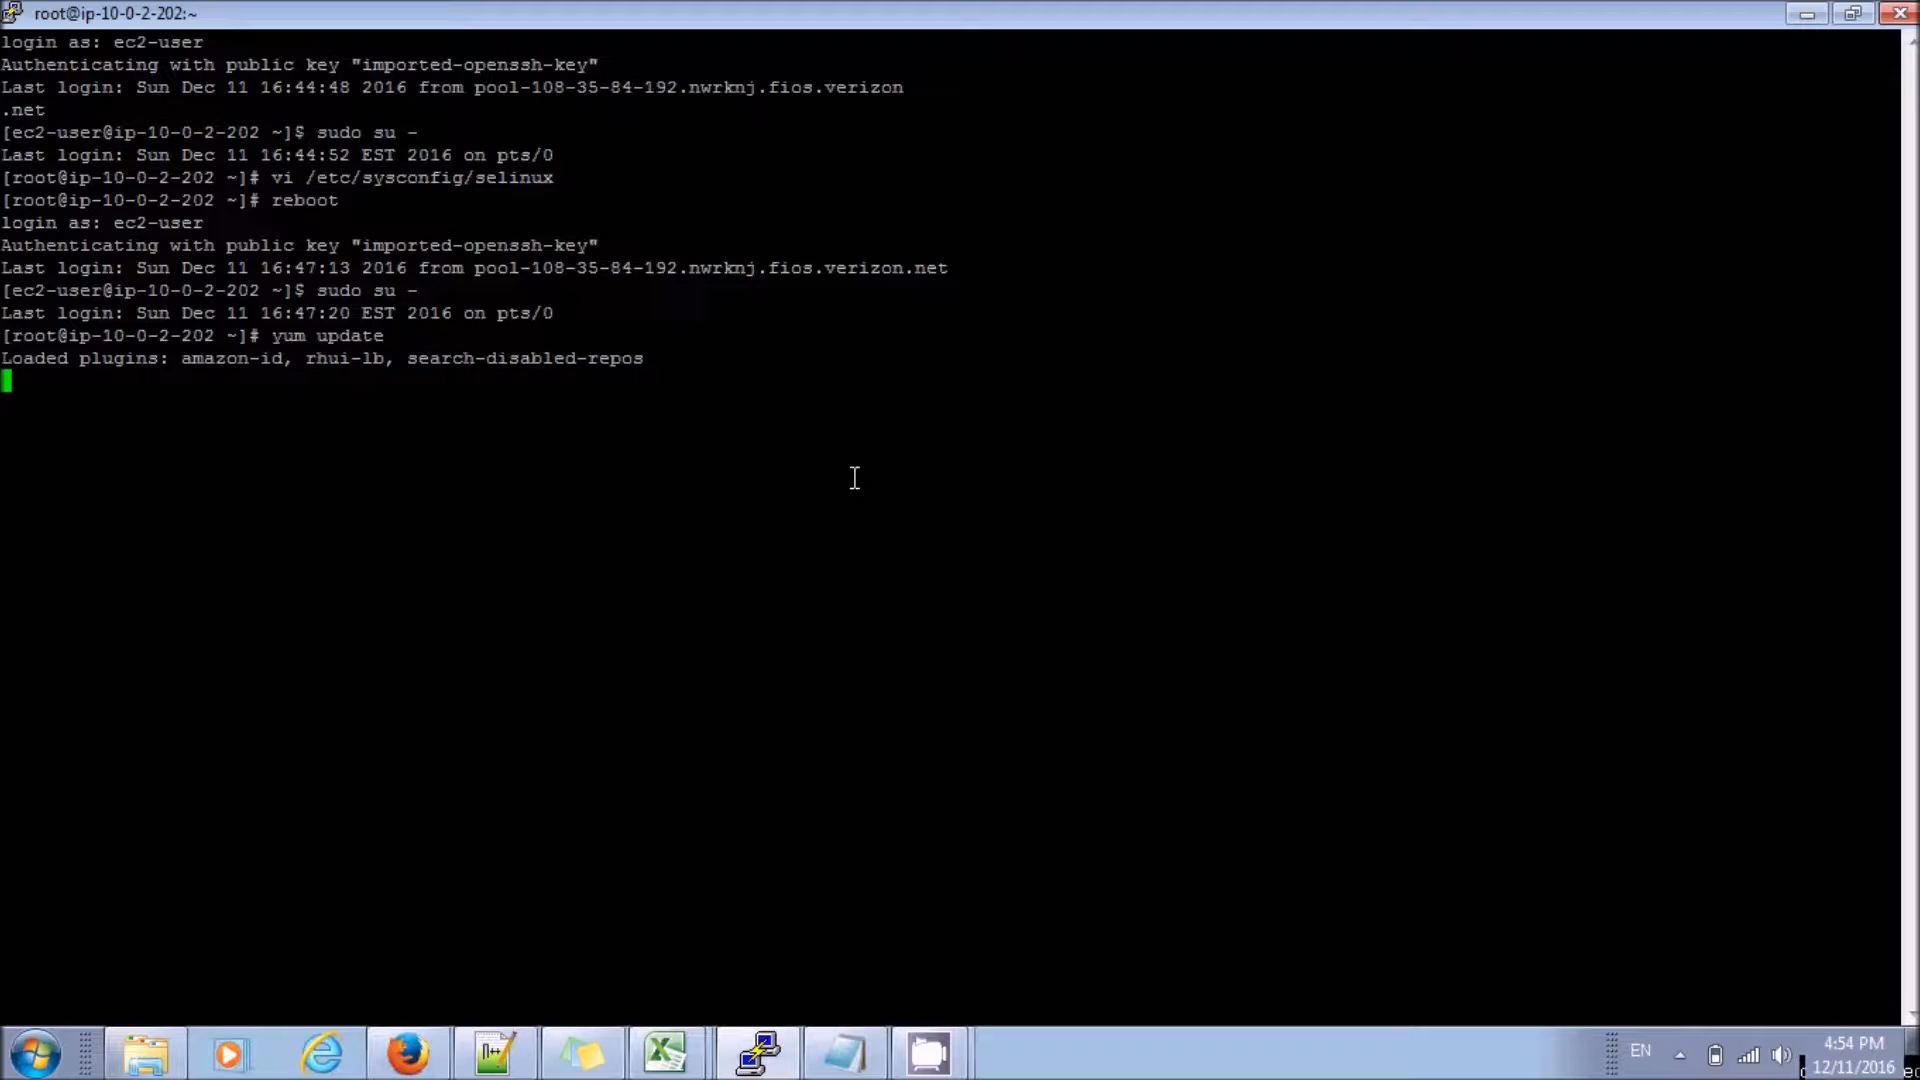 root@ip-10-0-2-202:~
login as: ec2-user
Authenticating with public key "imported-openssh-key"
Last login: Sun Dec 11 16:44:48 2016 from pool-108-35-84-192.nwrknj.fios.verizon
.net
[ec2-user@ip-10-0-2-202 ~]$ sudo su -
Last login: Sun Dec 11 16:44:52 EST 2016 on pts/0
[root@ip-10-0-2-202 ~]# vi /etc/sysconfig/selinux
[root@ip-10-0-2-202 ~]# reboot
login as: ec2-user
Authenticating with public key "imported-openssh-key"
Last login: Sun Dec 11 16:47:13 2016 from pool-108-35-84-192.nwrknj.fios.verizon.net
[ec2-user@ip-10-0-2-202 ~]$ sudo su -
Last login: Sun Dec 11 16:47:20 EST 2016 on pts/0
[root@ip-10-0-2-202 ~]# yum update
Loaded plugins: amazon-id, rhui-lb, search-disabled-repos
EN
4:54 PM
12/11/2016